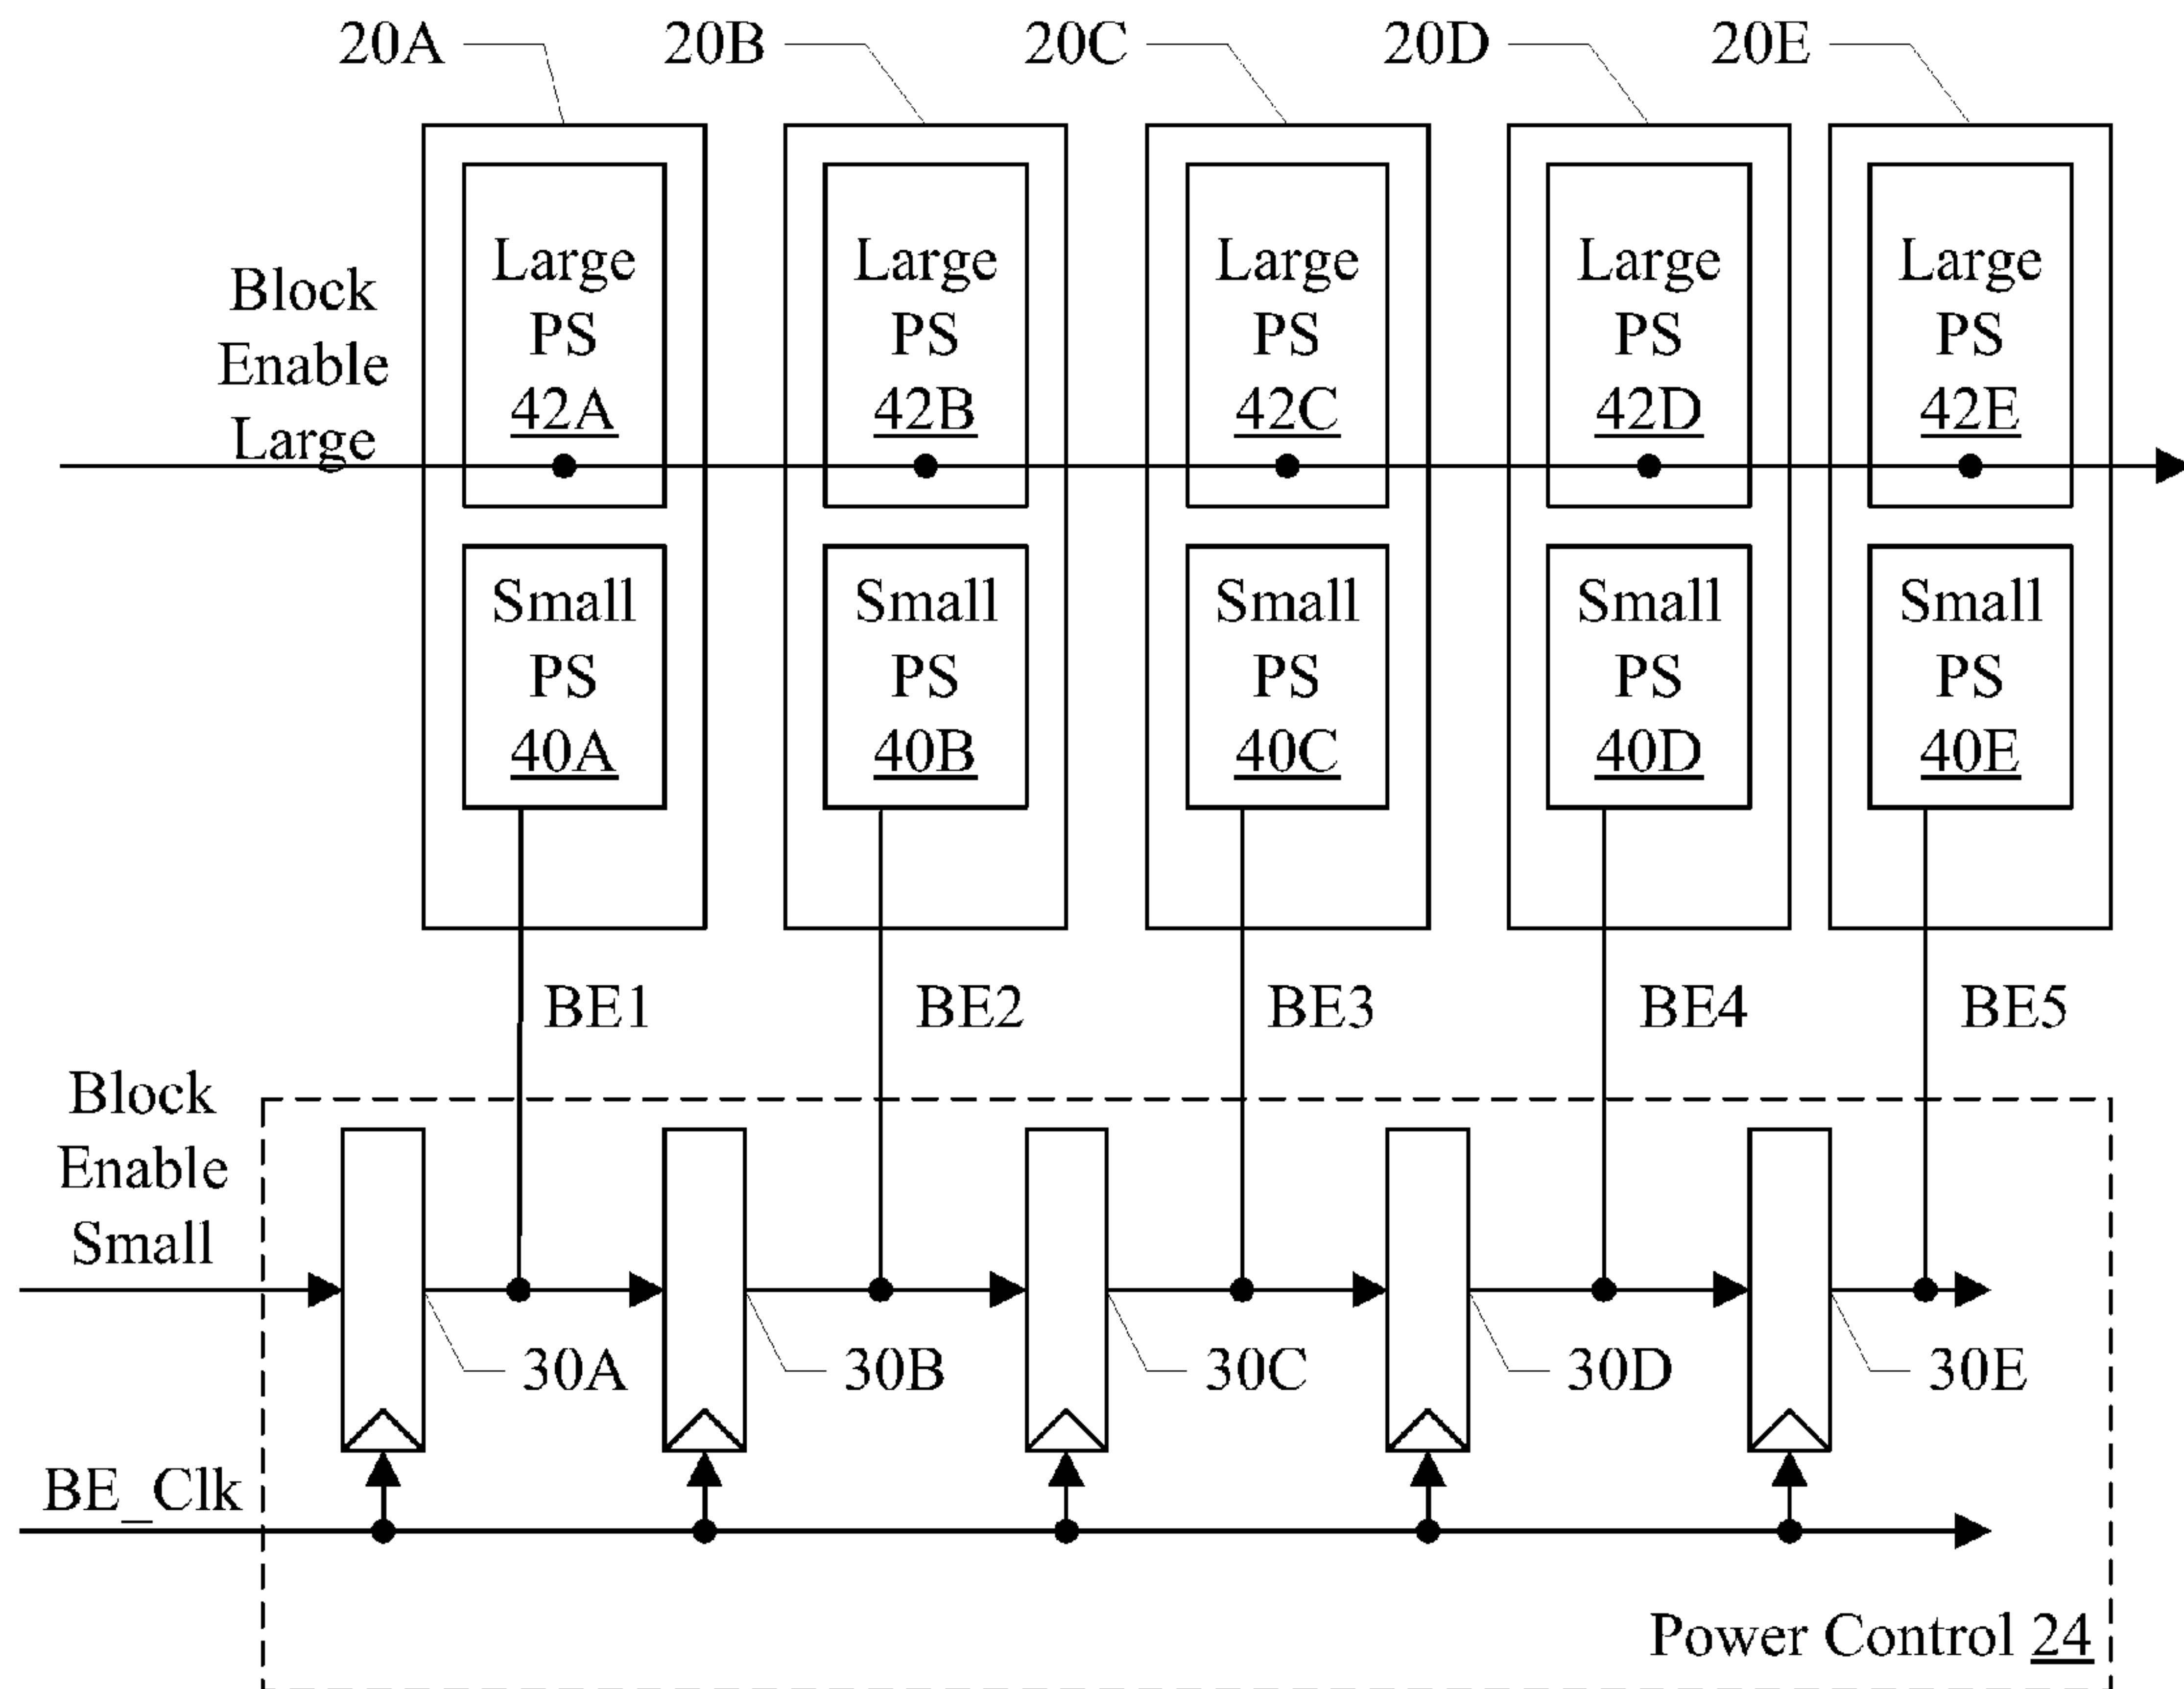 20A 20B 20C 20D 20E
Block
Enable
Large
Large
PS
42A
Large
PS
42B
Large
PS
42C
Large
PS
42D
Large
PS
42E
Small
PS
40A
Small
PS
40B
Small
PS
40C
Small
PS
40D
Small
PS
40E
BE1 BE2 BE3 BE4 BE5
Block
Enable
Small
30A 30B 30C 30D 30E
BE_Clk
Power Control 24